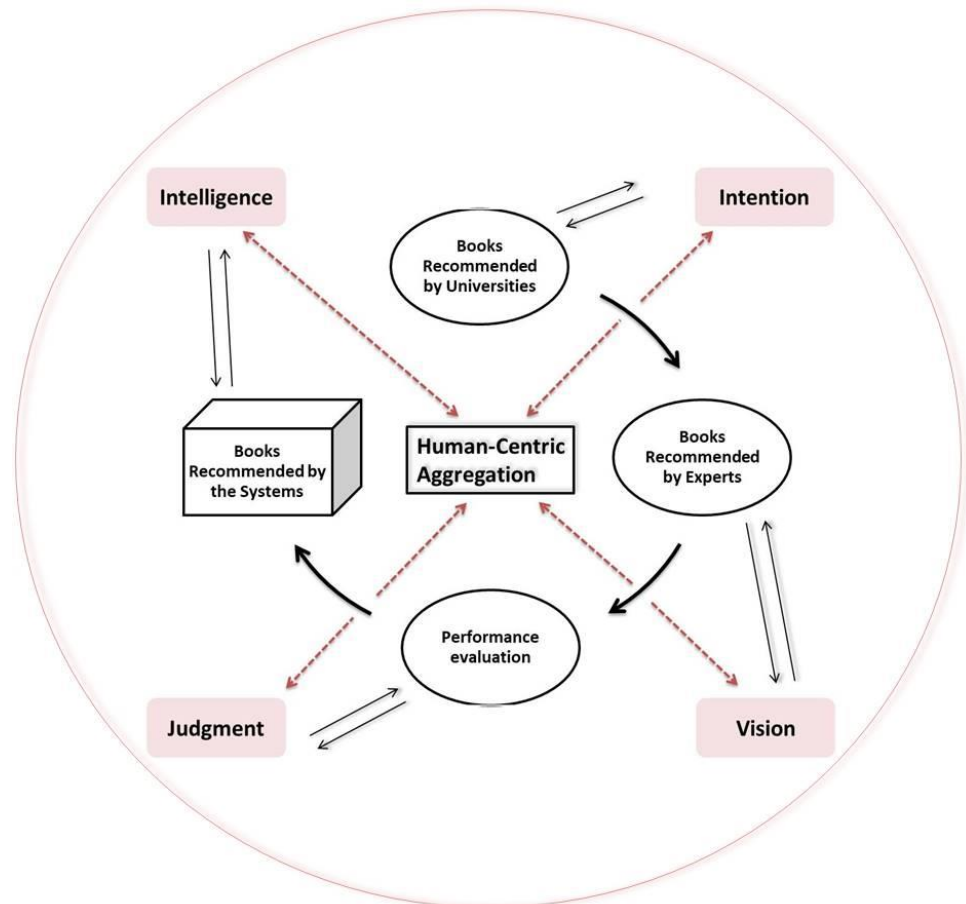 Intelligence
Intention
Books
Recommended
by Universities
Books
Recommended by
the Systems
Human-Centric
Aggregation
Books
Recommended
by Experts
Performance
evaluation
Judgment
Vision